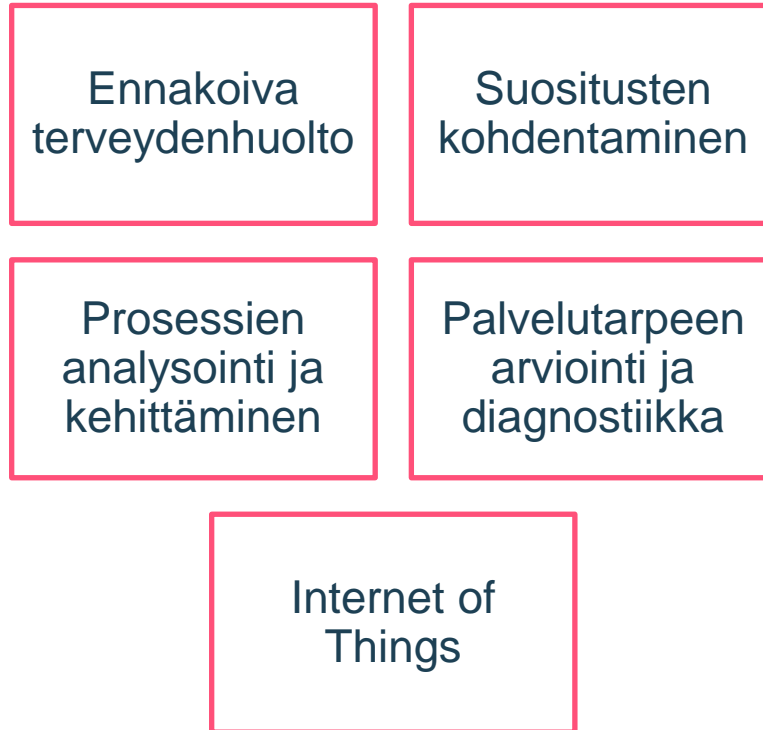 Ennakoiva
terveydenhuolto
Suositusten
kohdentaminen
Prosessien
analysointi ja
kehittäminen
Palvelutarpeen
arviointi ja
diagnostiikka
Internet of
Things